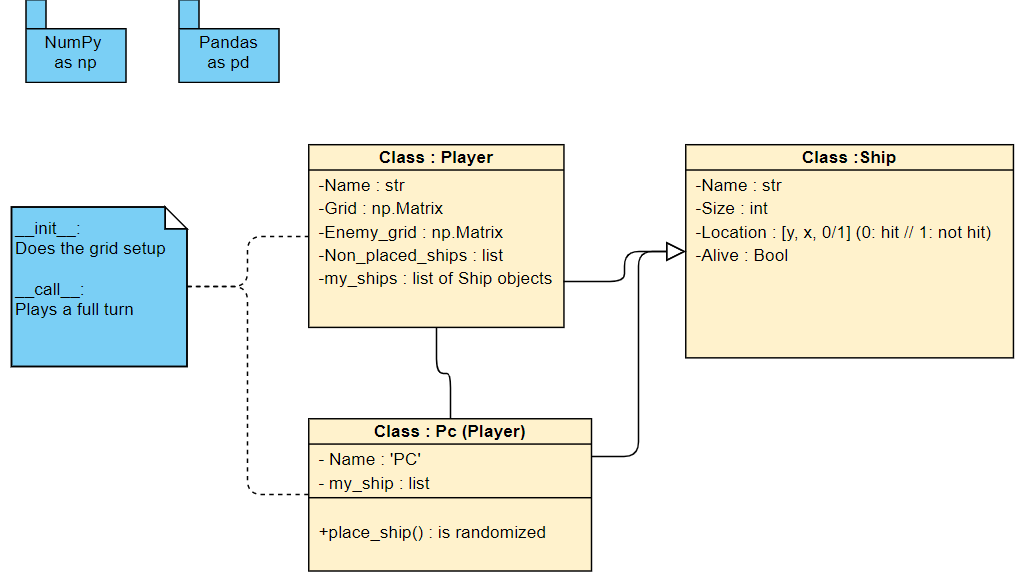 NumPy
as np
Pandas
as pd
__init__:
Does the grid setup
__call__:
Plays a full turn
Class : Player
-Name : str
-Grid : np.Matrix
-Enemy_grid : np.Matrix
-Non_placed_ships : list
-my_ships : list of Ship objects
Class :Ship
-Name : str
-Size : int
-Location : [y, x, 0/1] (0: hit // 1: not hit)
-Alive : Bool
Class : Pc (Player)
- Name : 'PC'
- my_ship : list
+place_ship() : is randomized